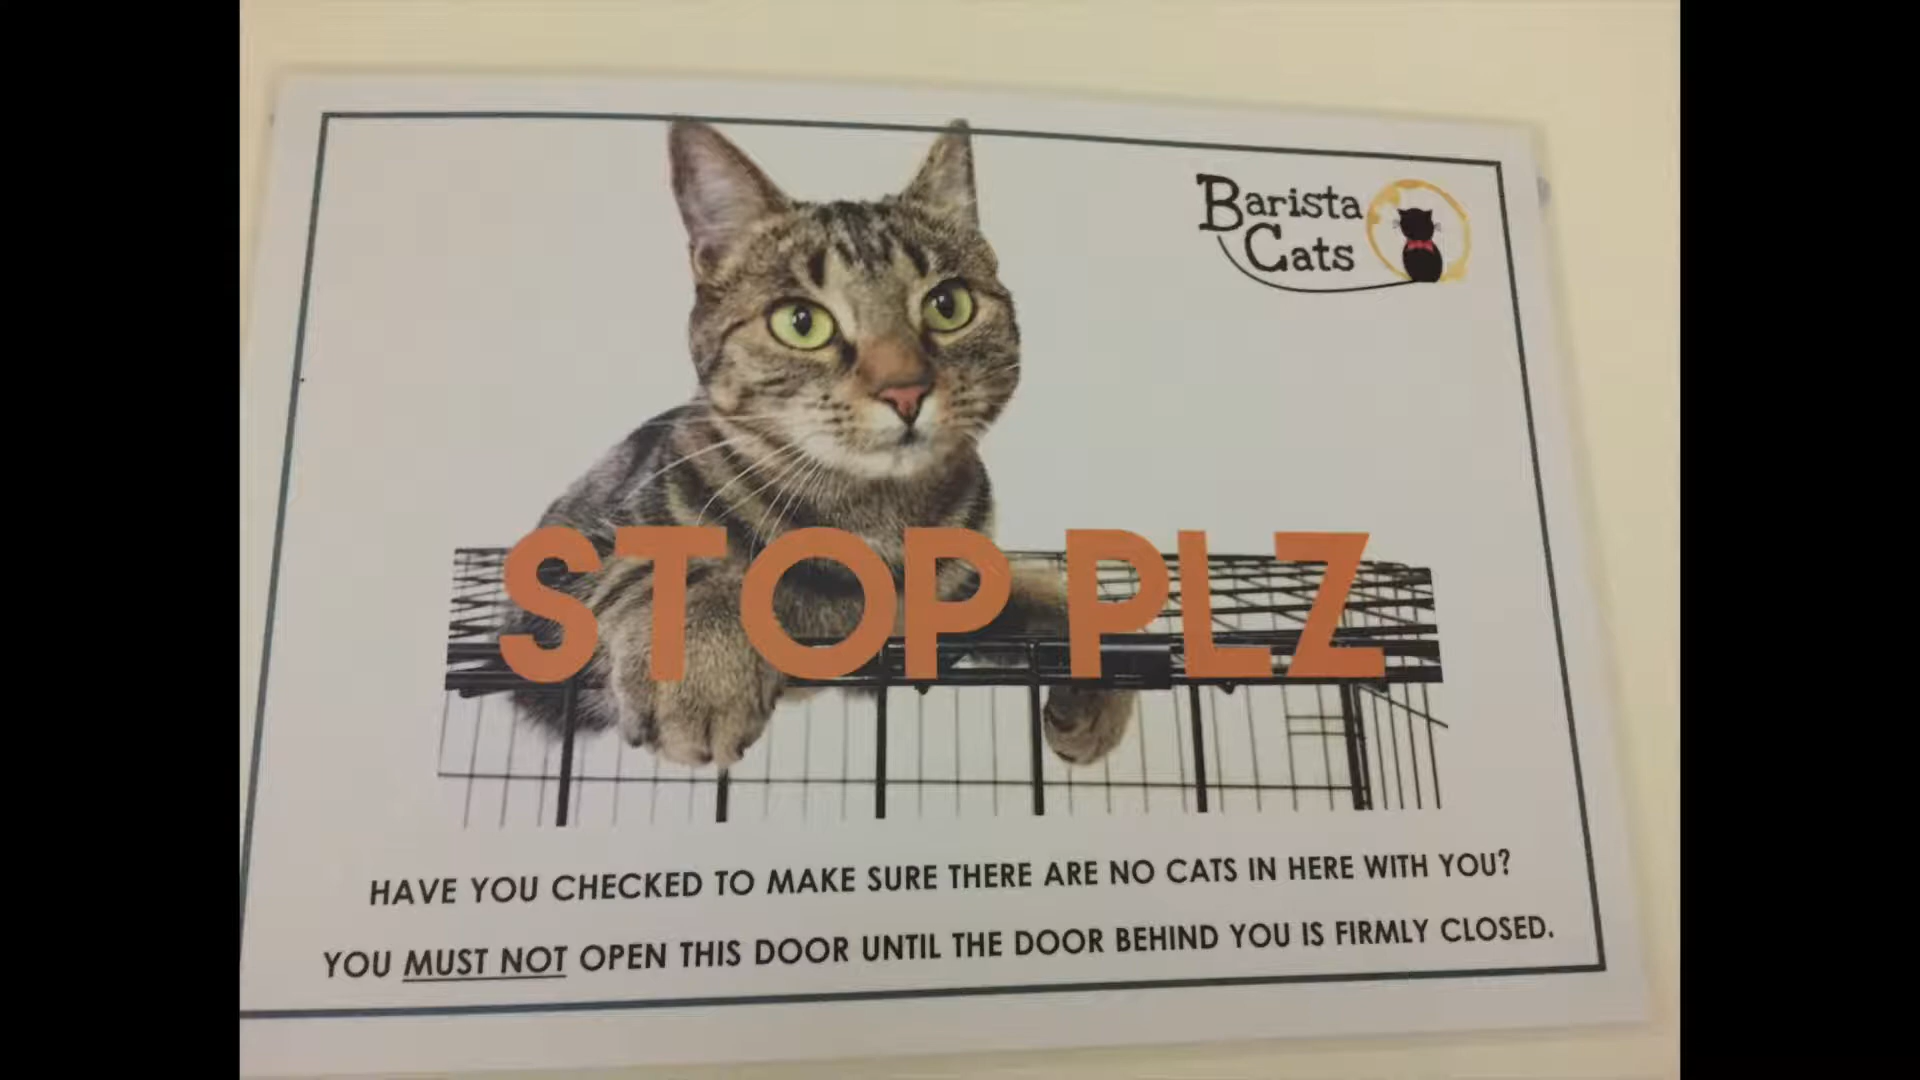 Barista
Cats
STOP PLZ
HAVE YOU CHECKED TO MAKE SURE THERE ARE NO CATS IN HERE WITH YOU?
YOU MUST NOT OPEN THIS DOOR UNTIL THE DOOR BEHIND YOU IS FIRMLY CLOSED.